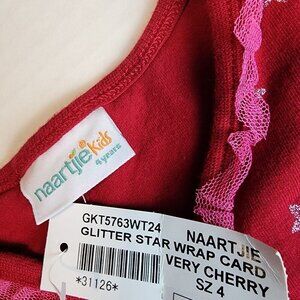 naartjie kids
4 years
GKT5763WT24
GLITTER STAR WRAP CARD
*31126*
NAARTJIE
VERY CHERRY
SZ 4